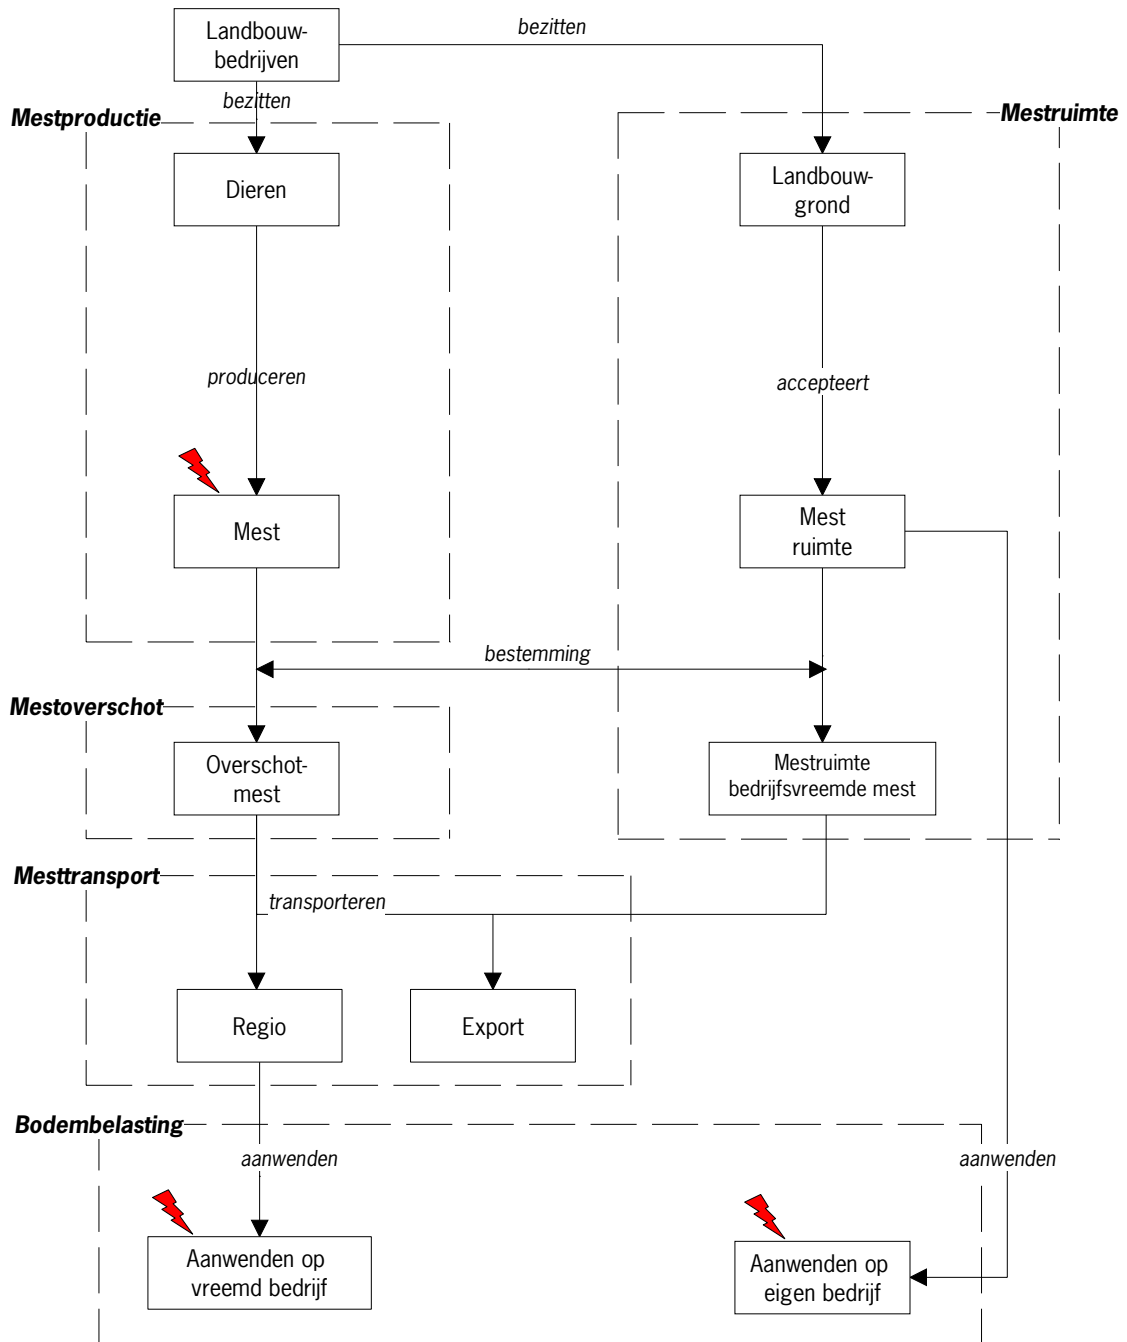 Landbouw-
bedrijven
bezitten
bezitten
Mestproductie
Mestruimte
Dieren
Landbouw-
grond
produceren
accepteert
Mest
Mest
ruimte
bestemming
Mestoverschot
Overschot-
mest
Mestruimte
bedrijfsvreemde mest
Mesttransport
transporteren
Regio
Export
Bodembelasting
aanwenden
aanwenden
Aanwenden op
vreemd bedrijf
Aanwenden op
eigen bedrijf